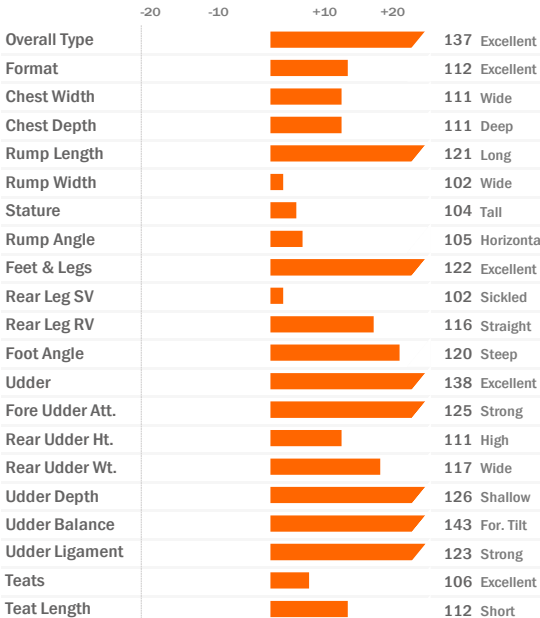 -20 -10 +10 +20
Overall Type 137 Excellent
Format 112 Excellent
Chest Width 111 Wide
Chest Depth 111 Deep
Rump Length 121 Long
Rump Width 102 Wide
Stature 104 Tall
Rump Angle 105 Horizonta
Feet & Legs 122 Excellent
Rear Leg SV 102 Sickled
Rear Leg RV 116 Straight
Foot Angle 120 Steep
Udder 138 Excellent
Fore Udder Att. 125 Strong
Rear Udder Ht. 111 High
Rear Udder Wt. 117 Wide
Udder Depth 126 Shallow
Udder Balance 143 For. Tilt
Udder Ligament 123 Strong
Teats 106 Excellent
Teat Length 112 Short